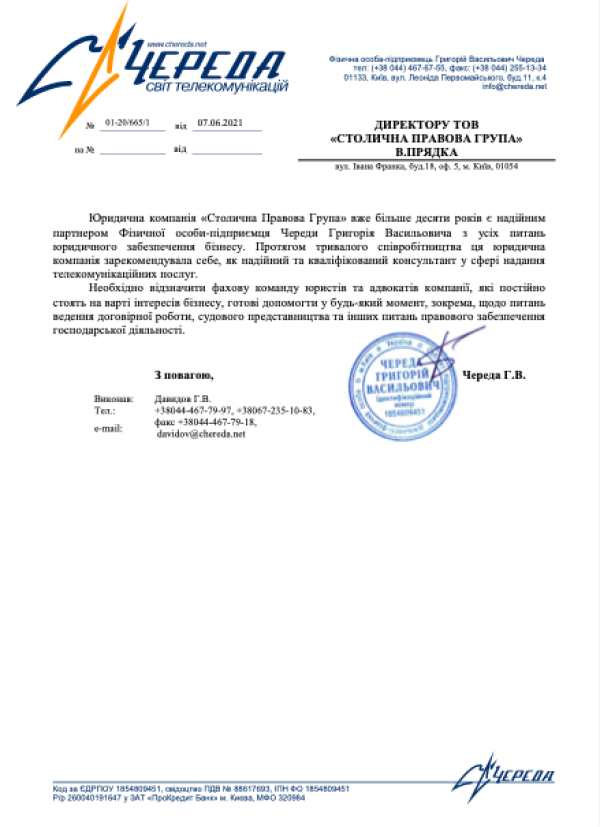 www.chereda.net
ЧЕРЕДА
світ телекомунікацій
Фізична особа-підприємець Григорій Васильович Череда
тел: (+38 044) 467-67-55, факс: (+38 044) 255-13-34
01133, Київ, вул. Леоніда Первомайського, буд.11, к.4
info@chereda.net
№ 01-20/665/1 від 07.06.2021
на № від
ДИРЕКТОРУ ТОВ
«СТОЛИЧНА ПРАВОВА ГРУПА»
В.ПРЯДКА
вул. Івана Франка, буд.18, оф. 5, м. Київ, 01054
Юридична компанія «Столична Правова Група» вже більше десяти років є надійним
партнером Фізичної особи-підприємця Череди Григорія Васильовича з усіх питань
юридичного забезпечення бізнесу. Протягом тривалого співробітництва ця юридична
компанія зарекомендувала себе, як надійний та кваліфікований консультант у сфері надання
телекомунікаційних послуг.
Необхідно відзначити фахову команду юристів та адвокатів компанії, які постійно
стоять на варті інтересів бізнесу, готові допомогти у будь-який момент, зокрема, щодо питань
ведення договірної роботи, судового представництва та інших питань правового забезпечення
господарської діяльності.
З повагою,
Череда Г.В.
ЧЕРЕДА
ГРИГОРІЙ
ВАСИЛЬОВИЧ
Ідентифікаційний
номер
1854809451
Виконав: Давидов Г.В.
Тел.: +38044-467-79-97, +38067-235-10-83,
факс +38044-467-79-18,
e-mail: davidov@chereda.net
ЧЕРЕДА
Код за ЄДРПОУ 1854809451, свідоцтво ПДВ № 88617693, ІПН ФО 1854809451
Р/р 260040191647 у ЗАТ «ПроКредит Банк» м. Києва, МФО 320984